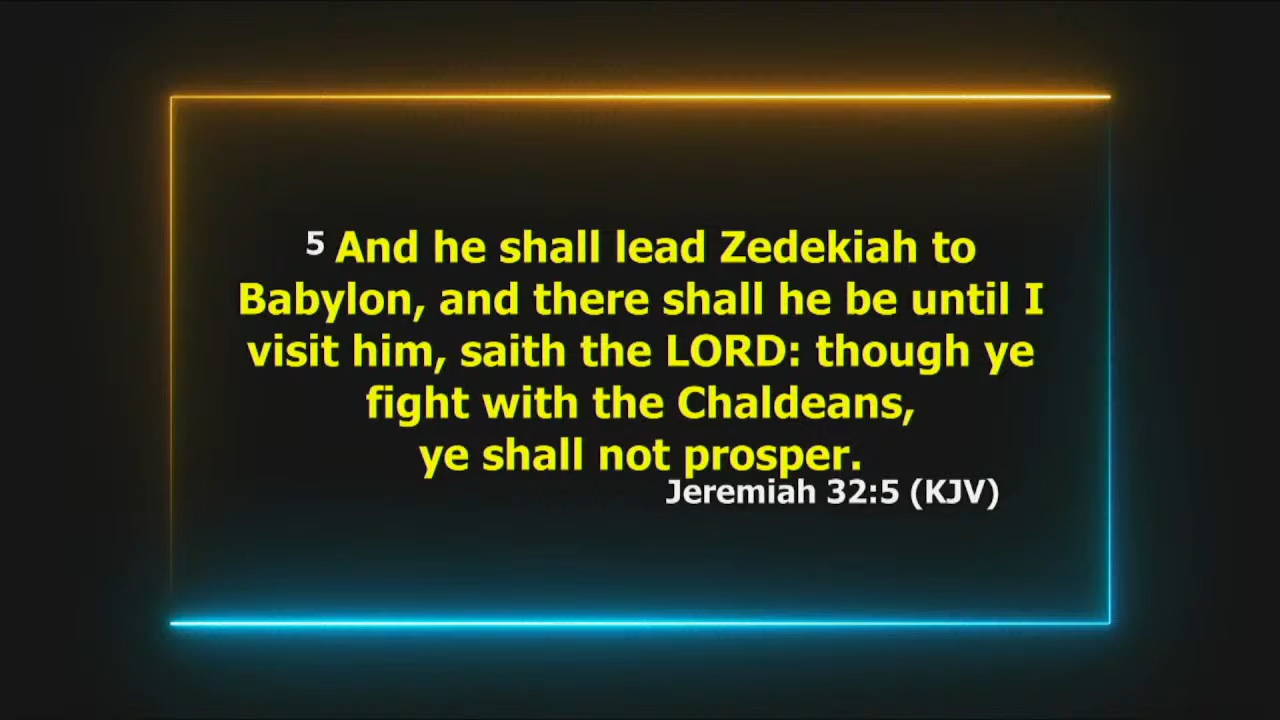 5 And he shall lead Zedekiah to
Babylon, and there shall he be until I
visit him, saith the LORD: though ye
fight with the Chaldeans,
ye shall not prosper.
Jeremiah 32:5 (KJV)